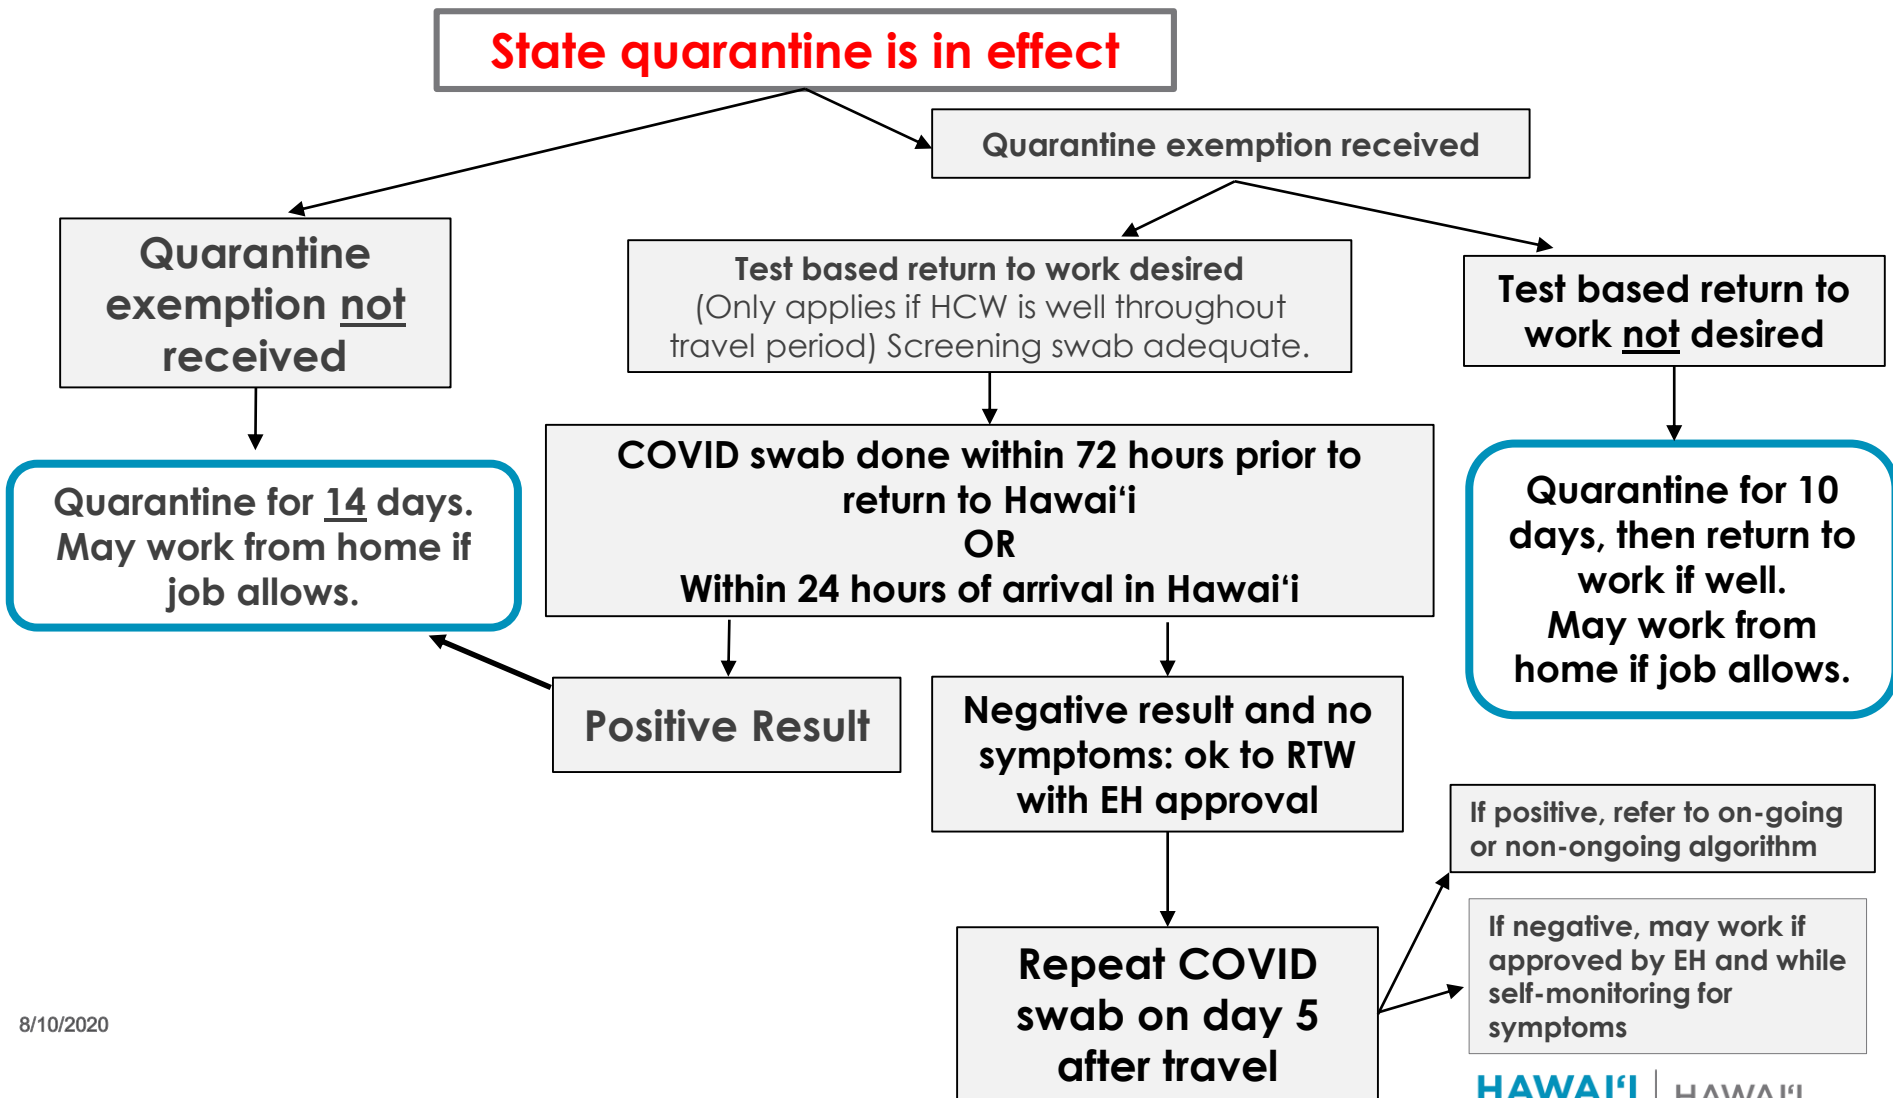 State quarantine is in effect
Quarantine exemption received
Quarantine
exemption not
received
Test based return to work desired
(Only applies if HCW is well throughout
travel period) Screening swab adequate.
Test based return to
work not desired
Quarantine for 14 days.
May work from home if
job allows.
COVID swab done within 72 hours prior to
return to Hawaiʻi
OR
Within 24 hours of arrival in Hawaiʻi
Quarantine for 10
days, then return to
work if well.
May work from
home if job allows.
Positive Result
Negative result and no
symptoms: ok to RTW
with EH approval
If positive, refer to on-going
or non-ongoing algorithm
Repeat COVID
swab on day 5
after travel
If negative, may work if
approved by EH and while
self-monitoring for
symptoms
8/10/2020
HAWAIʻI HAWAIʻI